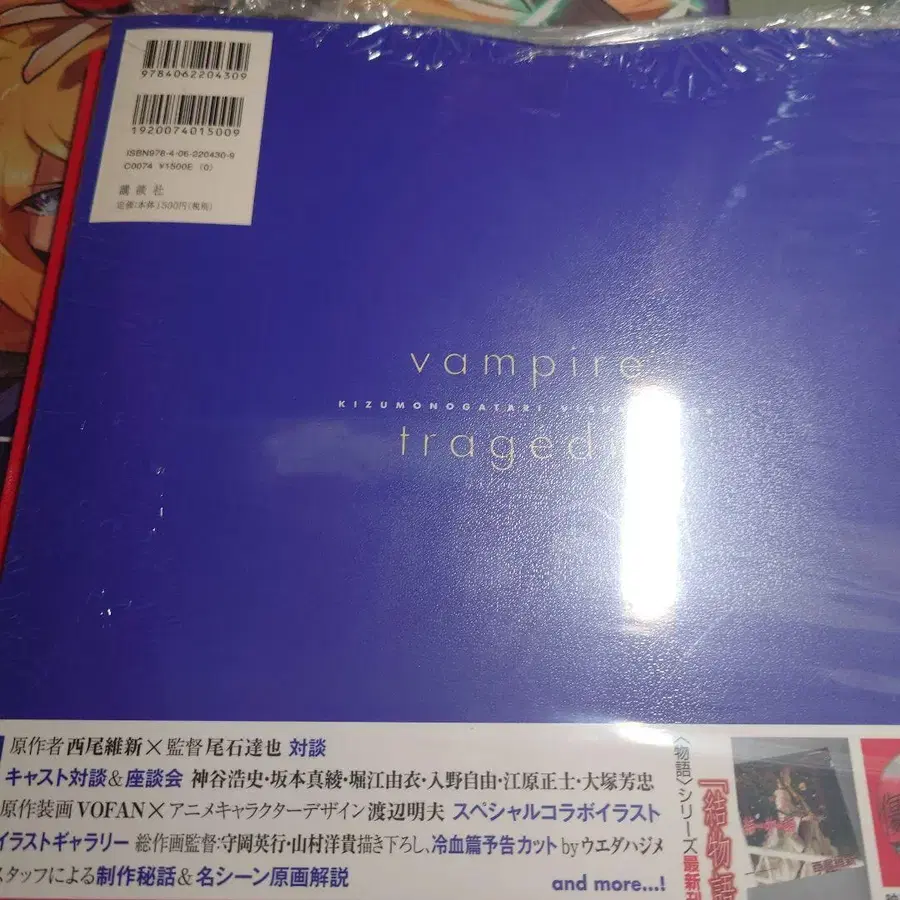 9784062204309
1920074015009
ISBN978-4-06-220430-9
C0074 ¥1500E (0)
講談社
定価:本体1500円(税別)
vampire
KIZUMONOGATARI
traged
原作者 西尾維新×監督 尾石達也 対談
キャスト対談&座談会 神谷浩史・坂本真綾・堀江由衣・入野自由・江原正士・大塚芳忠
原作装画 VOFAN×アニメキャラクターデザイン 渡辺明夫 スペシャルコラボイラスト
イラストギャラリー 総作画監督:守岡英行・山村洋貴描き下ろし、冷血篇予告カット by ウエダハジメ
スタッフによる制作秘話&名シーン原画解説
and more...!
〈物語〉シリーズ最新刊
『結物語
西尾維新